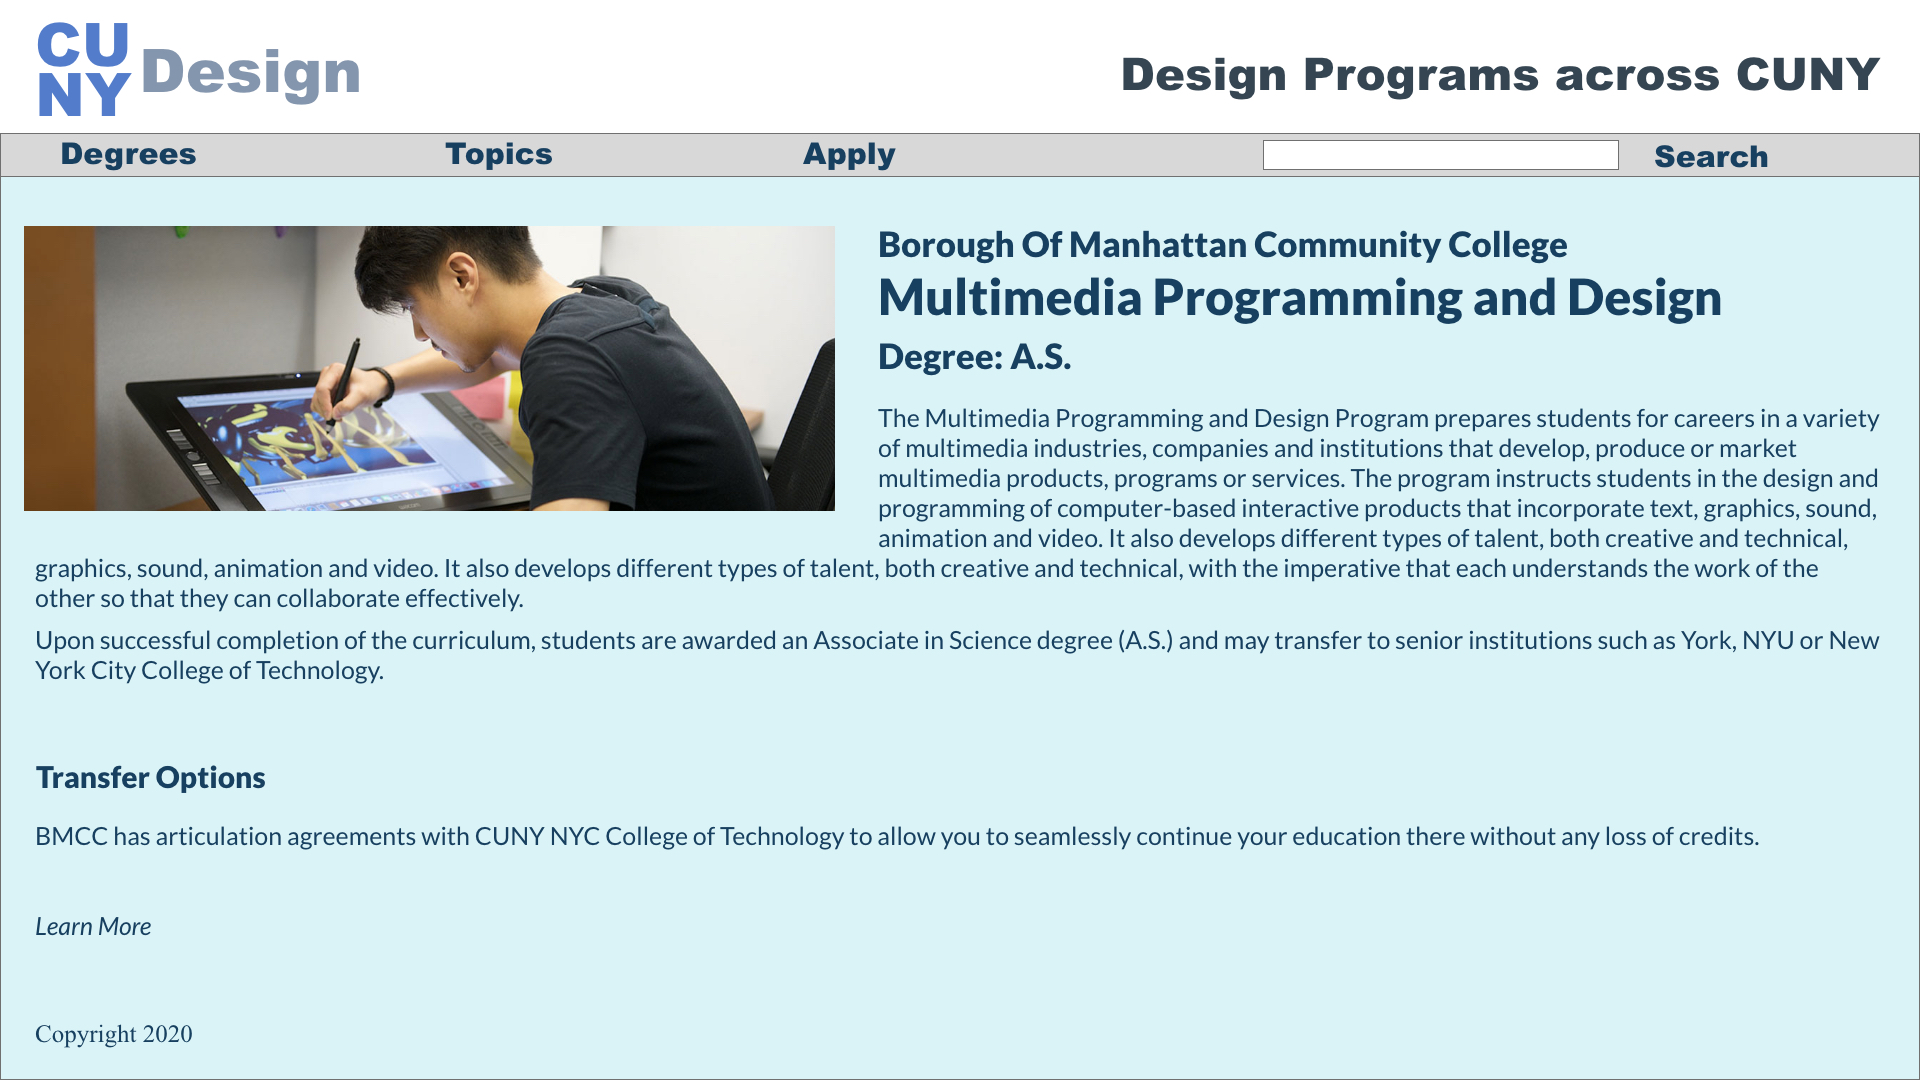 CU
NY Design
Design Programs across CUNY
Degrees Topics Apply Search
Borough Of Manhattan Community College
Multimedia Programming and Design
Degree: A.S.
The Multimedia Programming and Design Program prepares students for careers in a variety
of multimedia industries, companies and institutions that develop, produce or market
multimedia products, programs or services. The program instructs students in the design and
programming of computer-based interactive products that incorporate text, graphics, sound,
animation and video. It also develops different types of talent, both creative and technical,
graphics, sound, animation and video. It also develops different types of talent, both creative and technical, with the imperative that each understands the work of the
other so that they can collaborate effectively.
Upon successful completion of the curriculum, students are awarded an Associate in Science degree (A.S.) and may transfer to senior institutions such as York, NYU or New
York City College of Technology.
Transfer Options
BMCC has articulation agreements with CUNY NYC College of Technology to allow you to seamlessly continue your education there without any loss of credits.
Learn More
Copyright 2020